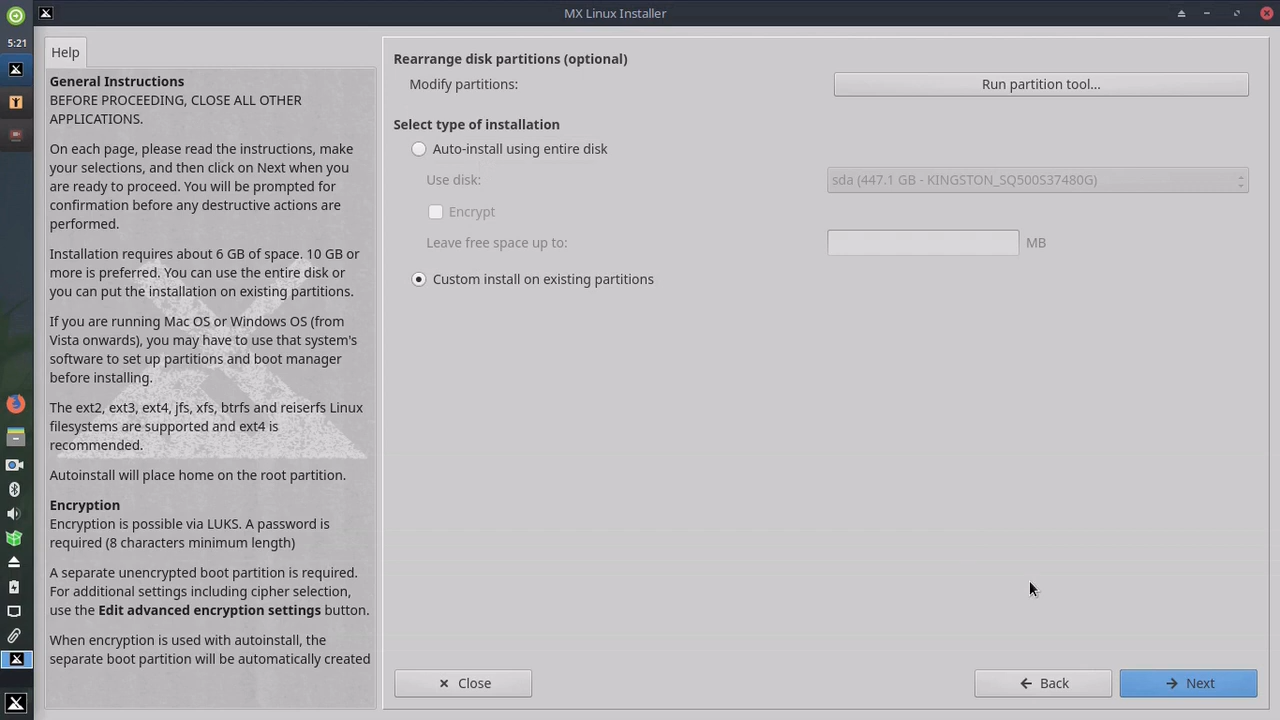 MX Linux Installer
5:21
Help
General Instructions
BEFORE PROCEEDING, CLOSE ALL OTHER
APPLICATIONS.
On each page, please read the instructions, make
your selections, and then click on Next when you
are ready to proceed. You will be prompted for
confirmation before any destructive actions are
performed.
Installation requires about 6 GB of space. 10 GB or
more is preferred. You can use the entire disk or
you can put the installation on existing partitions.
If you are running Mac OS or Windows OS (from
Vista onwards), you may have to use that system's
software to set up partitions and boot manager
before installing.
The ext2, ext3, ext4, jfs, xfs, btrfs and reiserfs Linux
filesystems are supported and ext4 is
recommended.
Autoinstall will place home on the root partition.
Encryption
Encryption is possible via LUKS. A password is
required (8 characters minimum length)
A separate unencrypted boot partition is required.
For additional settings including cipher selection,
use the Edit advanced encryption settings button.
When encryption is used with autoinstall, the
separate boot partition will be automatically created
Rearrange disk partitions (optional)
Modify partitions:
Run partition tool...
Select type of installation
Auto-install using entire disk
Use disk:
sda (447.1 GB - KINGSTON_SQ500S37480G)
Encrypt
Leave free space up to:
MB
Custom install on existing partitions
Close
Back
Next